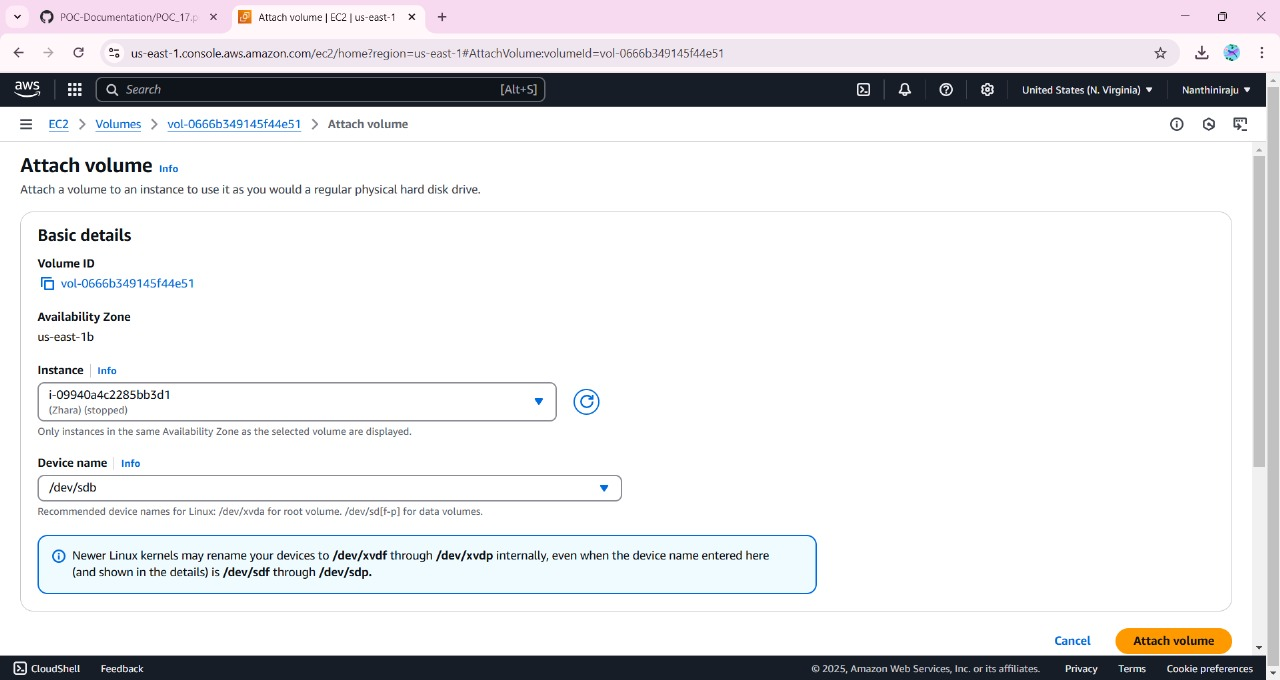 POC-Documentation/POC_17.p
Attach volume | EC2 | us-east-1
us-east-1.console.aws.amazon.com/ec2/home?region=us-east-1#AttachVolume:volumeId=vol-0666b349145f44e51
aws
Search
[Alt+S]
United States (N. Virginia)
Nanthiniraju
EC2 > Volumes > vol-0666b349145f44e51 > Attach volume
Attach volume Info
Attach a volume to an instance to use it as you would a regular physical hard disk drive.
Basic details
Volume ID
vol-0666b349145f44e51
Availability Zone
us-east-1b
Instance | Info
i-09940a4c2285bb3d1
(Zhara) (stopped)
Only instances in the same Availability Zone as the selected volume are displayed.
Device name | Info
/dev/sdb
Recommended device names for Linux: /dev/xvda for root volume. /dev/sd[f-p] for data volumes.
Newer Linux kernels may rename your devices to /dev/xvdf through /dev/xvdp internally, even when the device name entered here
(and shown in the details) is /dev/sdf through /dev/sdp.
Cancel
Attach volume
CloudShell
Feedback
© 2025, Amazon Web Services, Inc. or its affiliates.
Privacy
Terms
Cookie preferences